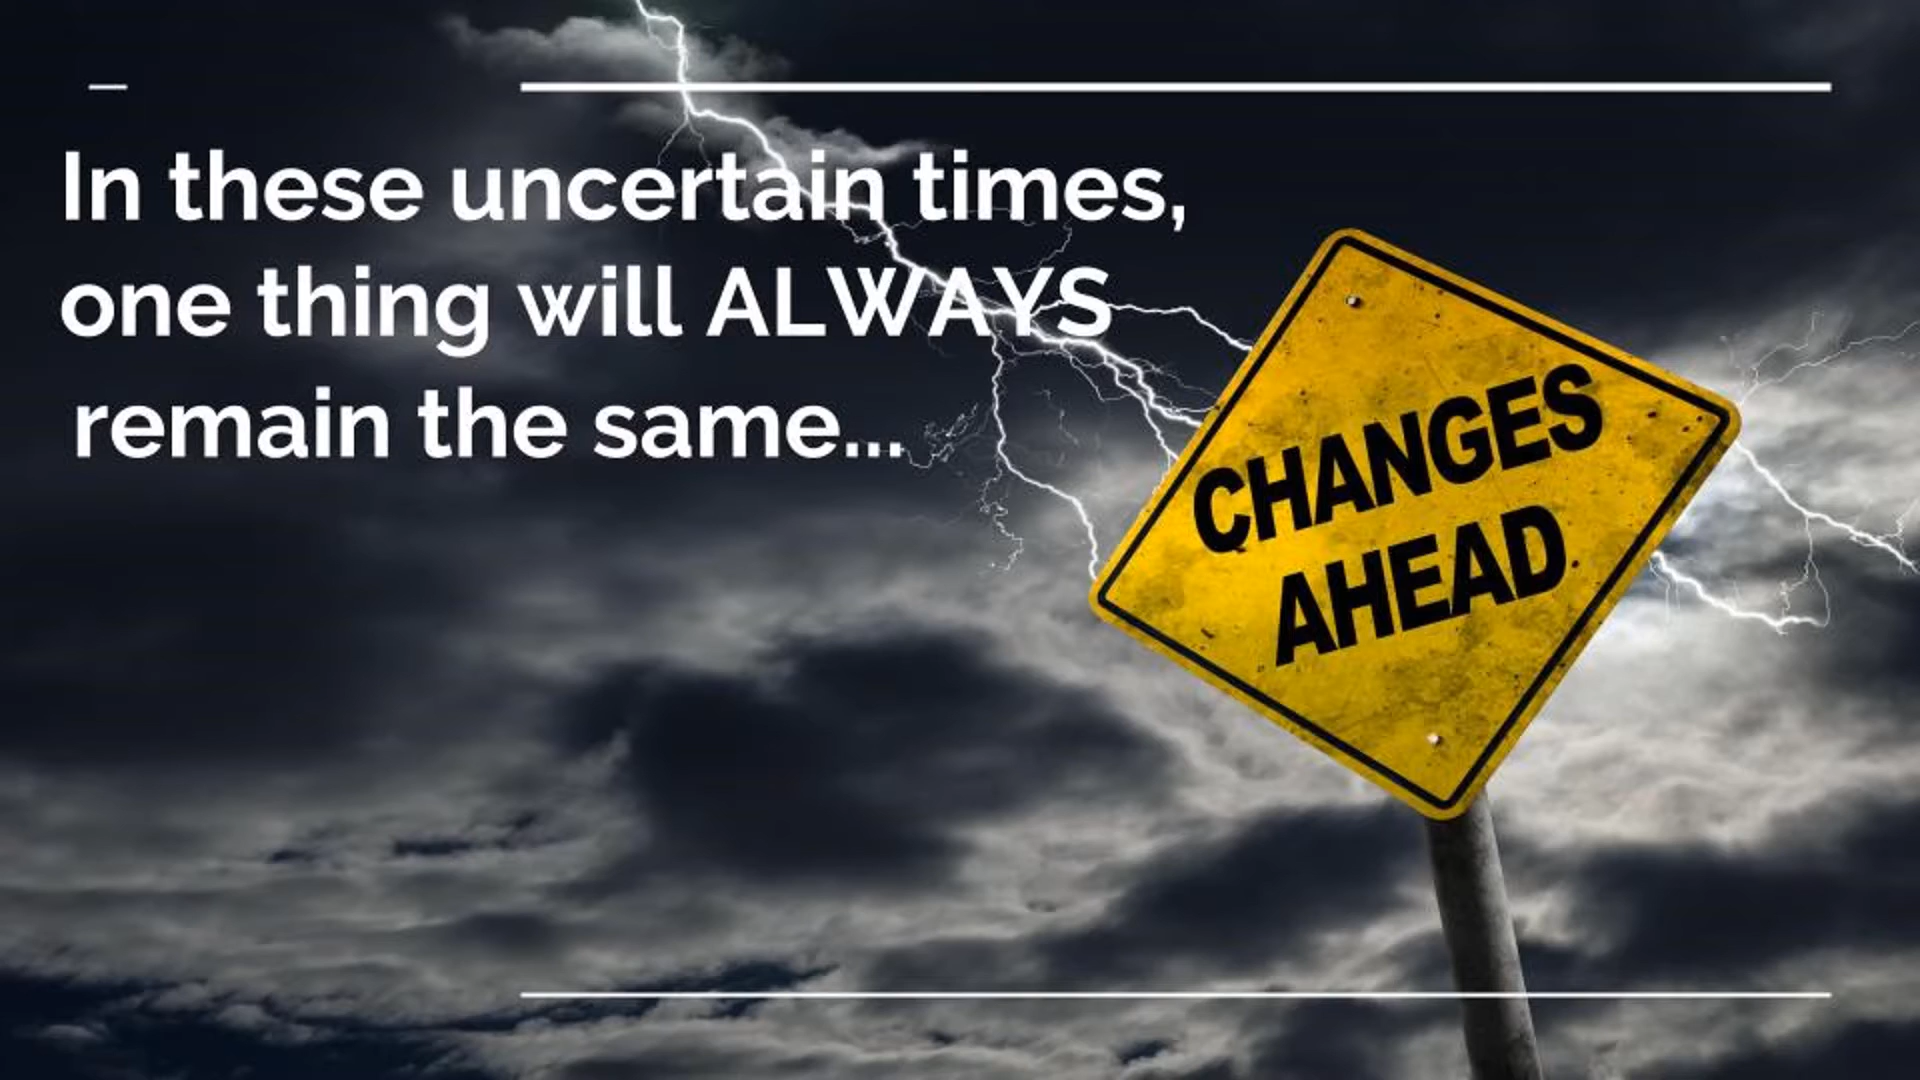 In these uncertain times,
one thing will ALWAYS
remain the same...
CHANGES
AHEAD